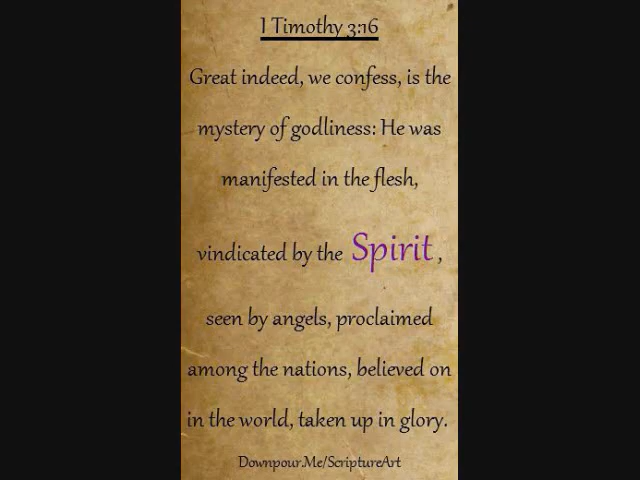 I Timothy 3:16
Great indeed, we confess, is the
mystery of godliness: He was
manifested in the flesh,
vindicated by the Spirit,
seen by angels, proclaimed
among the nations, believed on
in the world, taken up in glory.
Downpour.Me/ScriptureArt